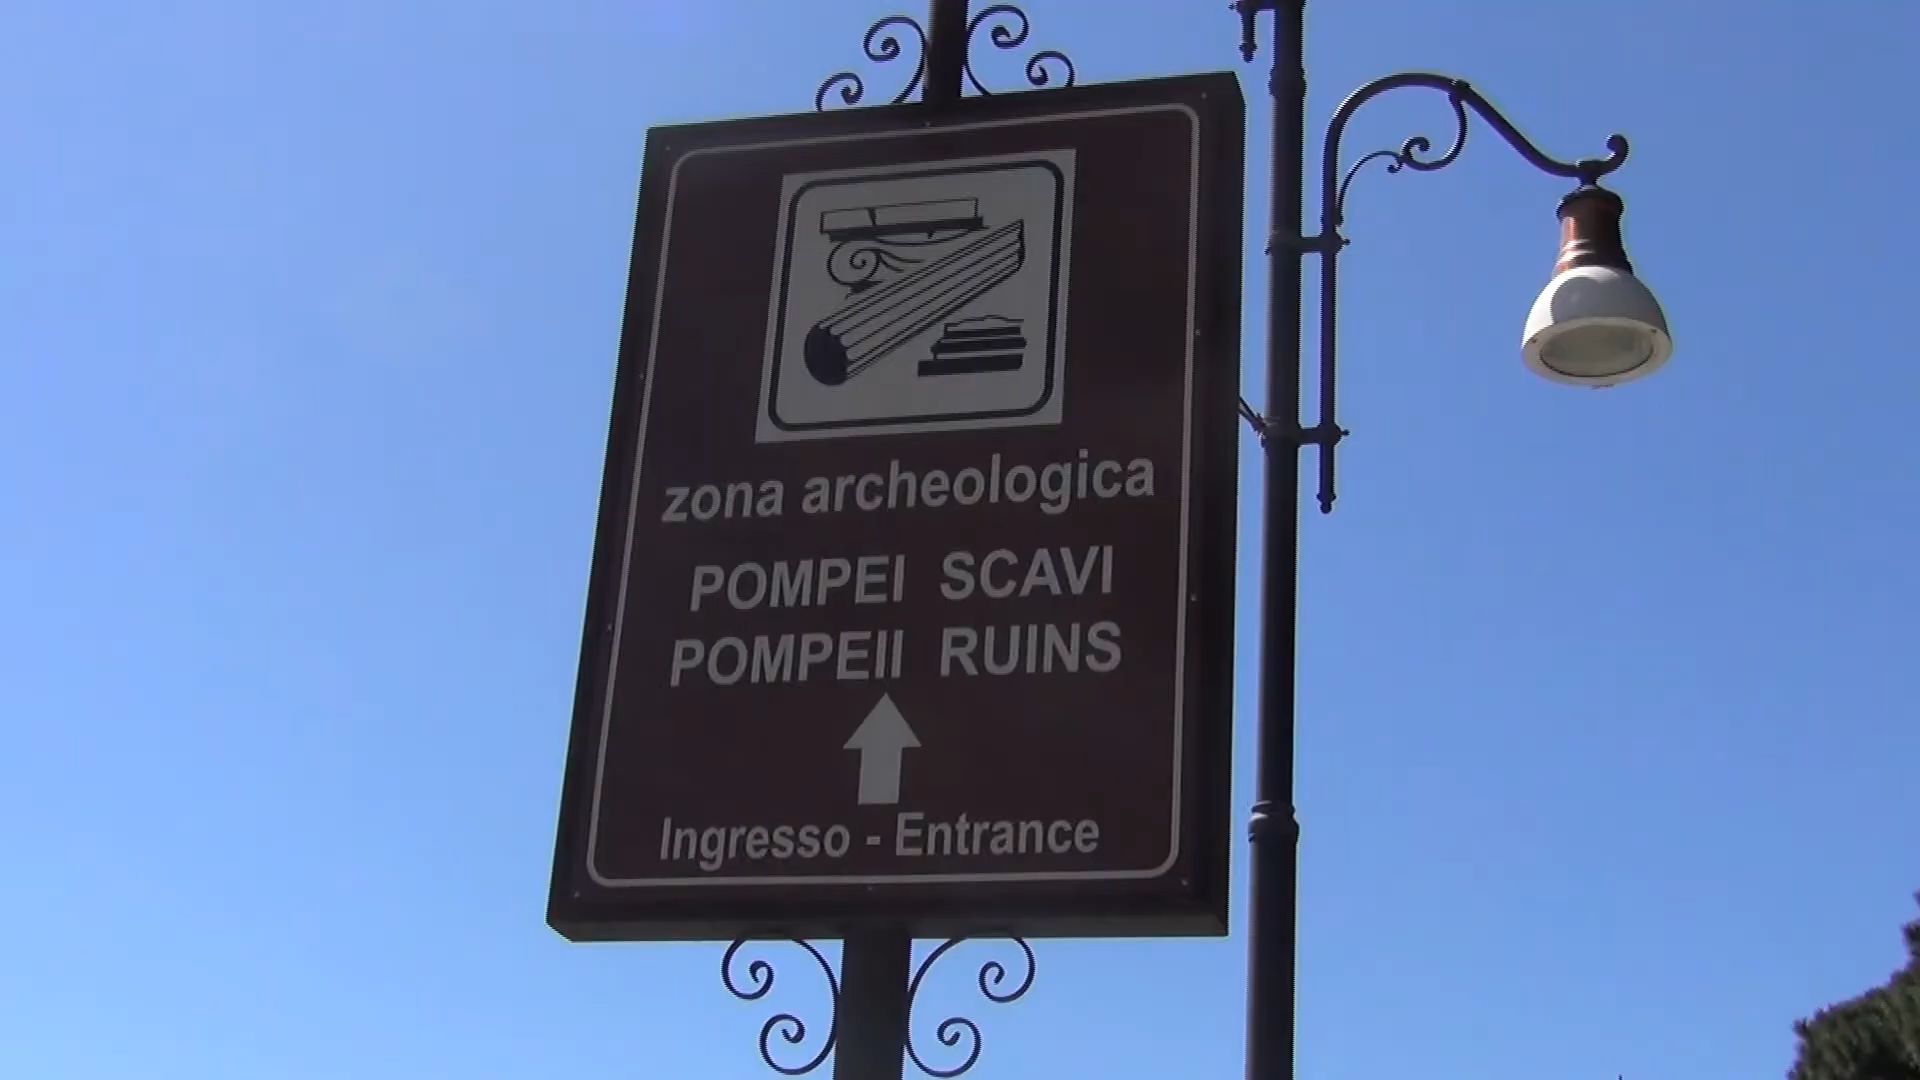 zona archeologica
POMPEI SCAVI
POMPEII RUINS
Ingresso - Entrance